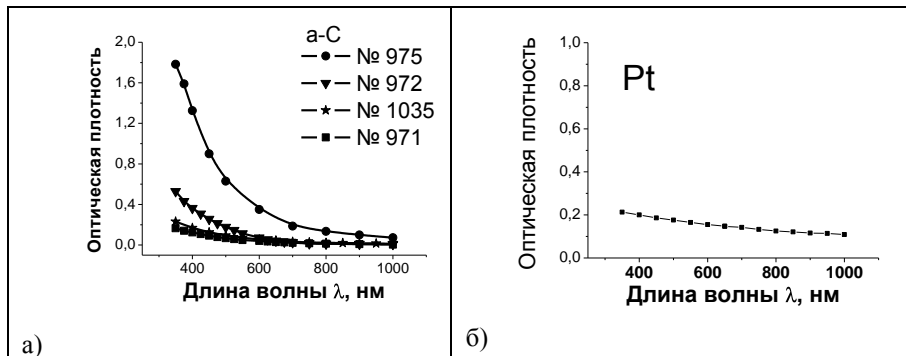 a-C
№ 975
№ 972
№ 1035
№ 971
2,0
1,6
1,2
0,8
0,4
0,0
Оптическая плотность
400 600 800 1000
Длина волны λ, нм
а)
Pt
1,0
0,8
0,6
0,4
0,2
0,0
Оптическая плотность
400 600 800 1000
Длина волны λ, нм
б)